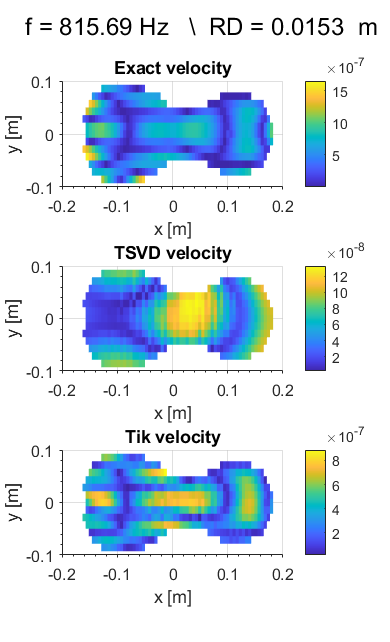 f = 815.69 Hz \ RD = 0.0153 m
Exact velocity
×10⁻⁷
0.1
0
-0.1
y [m]
15
10
5
-0.2 -0.1 0 0.1 0.2
x [m]
TSVD velocity
×10⁻⁸
0.1
0
-0.1
y [m]
12
10
8
6
4
2
-0.2 -0.1 0 0.1 0.2
x [m]
Tik velocity
×10⁻⁷
0.1
0
-0.1
y [m]
8
6
4
2
-0.2 -0.1 0 0.1 0.2
x [m]